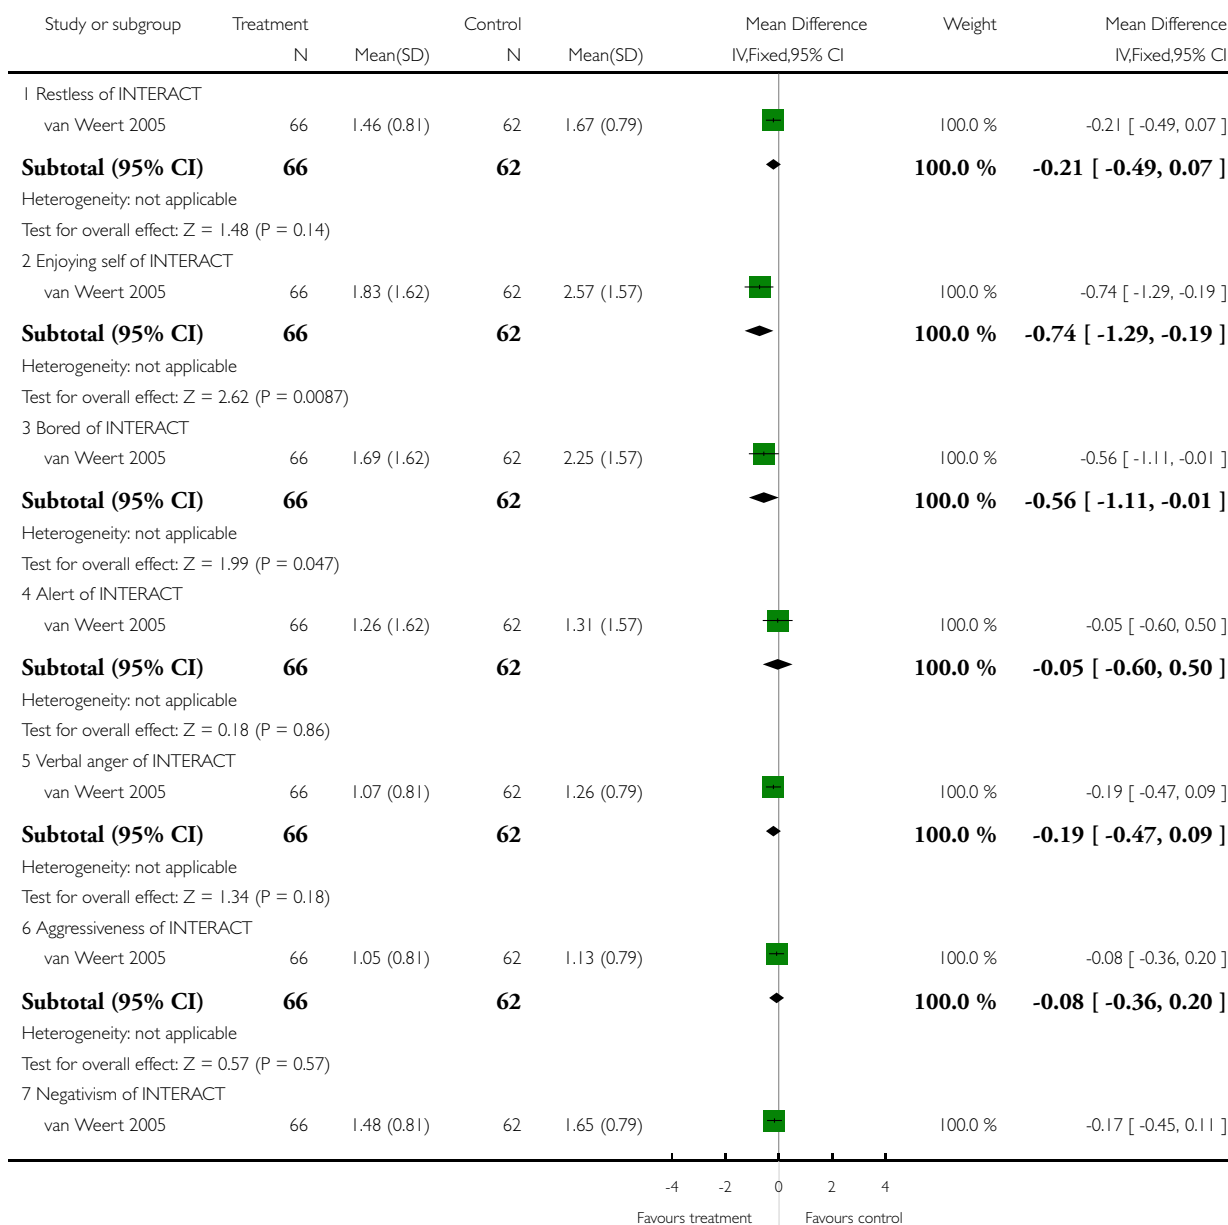 Study or subgroup Treatment Control Mean Difference Weight Mean Difference
N Mean(SD) N Mean(SD) IV,Fixed,95% CI IV,Fixed,95% CI
1 Restless of INTERACT
van Weert 2005 66 1.46 (0.81) 62 1.67 (0.79) 100.0 % -0.21 [ -0.49, 0.07 ]
Subtotal (95% CI) 66 62 100.0 % -0.21 [ -0.49, 0.07 ]
Heterogeneity: not applicable
Test for overall effect: Z = 1.48 (P = 0.14)
2 Enjoying self of INTERACT
van Weert 2005 66 1.83 (1.62) 62 2.57 (1.57) 100.0 % -0.74 [ -1.29, -0.19 ]
Subtotal (95% CI) 66 62 100.0 % -0.74 [ -1.29, -0.19 ]
Heterogeneity: not applicable
Test for overall effect: Z = 2.62 (P = 0.0087)
3 Bored of INTERACT
van Weert 2005 66 1.69 (1.62) 62 2.25 (1.57) 100.0 % -0.56 [ -1.11, -0.01 ]
Subtotal (95% CI) 66 62 100.0 % -0.56 [ -1.11, -0.01 ]
Heterogeneity: not applicable
Test for overall effect: Z = 1.99 (P = 0.047)
4 Alert of INTERACT
van Weert 2005 66 1.26 (1.62) 62 1.31 (1.57) 100.0 % -0.05 [ -0.60, 0.50 ]
Subtotal (95% CI) 66 62 100.0 % -0.05 [ -0.60, 0.50 ]
Heterogeneity: not applicable
Test for overall effect: Z = 0.18 (P = 0.86)
5 Verbal anger of INTERACT
van Weert 2005 66 1.07 (0.81) 62 1.26 (0.79) 100.0 % -0.19 [ -0.47, 0.09 ]
Subtotal (95% CI) 66 62 100.0 % -0.19 [ -0.47, 0.09 ]
Heterogeneity: not applicable
Test for overall effect: Z = 1.34 (P = 0.18)
6 Aggressiveness of INTERACT
van Weert 2005 66 1.05 (0.81) 62 1.13 (0.79) 100.0 % -0.08 [ -0.36, 0.20 ]
Subtotal (95% CI) 66 62 100.0 % -0.08 [ -0.36, 0.20 ]
Heterogeneity: not applicable
Test for overall effect: Z = 0.57 (P = 0.57)
7 Negativism of INTERACT
van Weert 2005 66 1.48 (0.81) 62 1.65 (0.79) 100.0 % -0.17 [ -0.45, 0.11 ]
-4 -2 0 2 4
Favours treatment Favours control